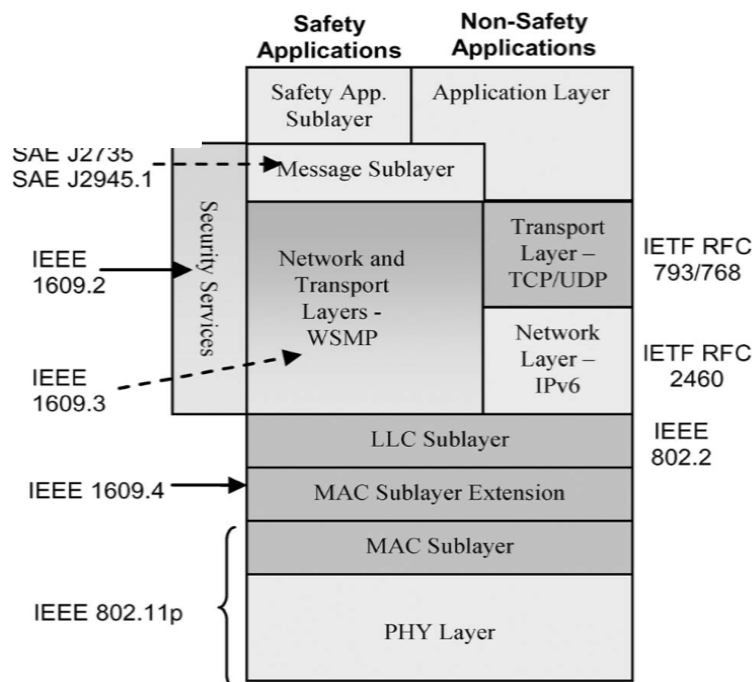 Safety
Applications
Non-Safety
Applications
Safety App.
Sublayer
Application Layer
SAE J2735
SAE J2945.1
Message Sublayer
Security Services
IEEE
1609.2
Network and
Transport
Layers -
WSMP
Transport
Layer –
TCP/UDP
IETF RFC
793/768
IEEE
1609.3
Network
Layer –
IPv6
IETF RFC
2460
LLC Sublayer
IEEE
802.2
IEEE 1609.4
MAC Sublayer Extension
MAC Sublayer
IEEE 802.11p
PHY Layer